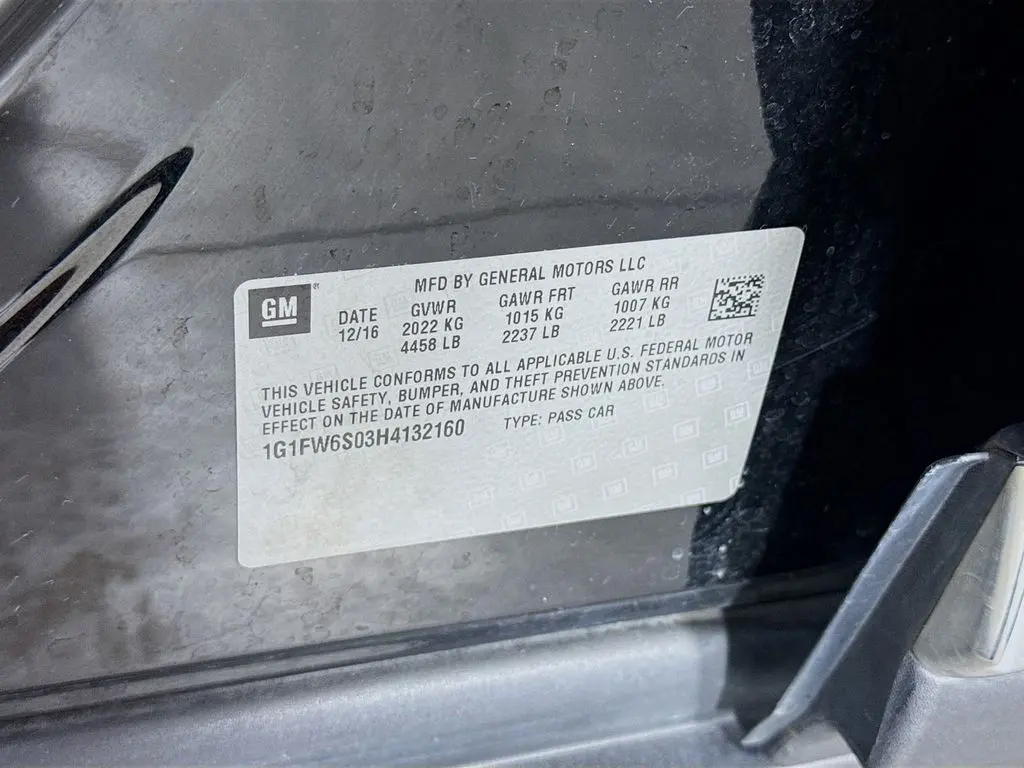 MFD BY GENERAL MOTORS LLC
GM ®
DATE GVWR GAWR FRT GAWR RR
12/16 2022 KG 1015 KG 1007 KG
4458 LB 2237 LB 2221 LB
THIS VEHICLE CONFORMS TO ALL APPLICABLE U.S. FEDERAL MOTOR
VEHICLE SAFETY, BUMPER, AND THEFT PREVENTION STANDARDS IN
EFFECT ON THE DATE OF MANUFACTURE SHOWN ABOVE.
1G1FW6S03H4132160 TYPE: PASS CAR